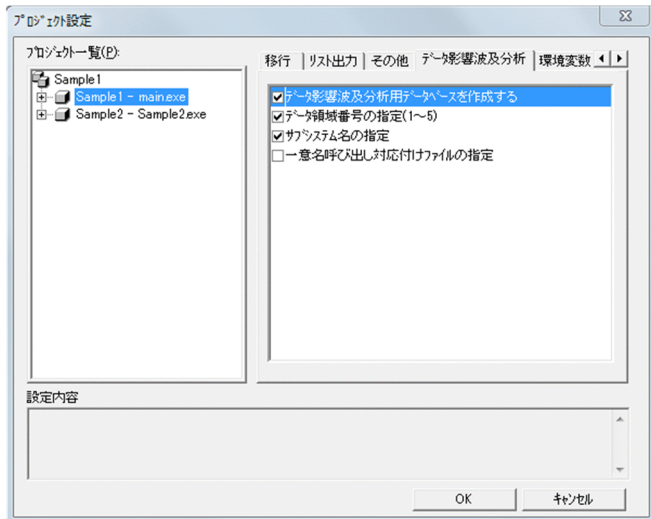 ﾌﾟﾛｼﾞｪｸﾄ設定
ﾌﾟﾛｼﾞｪｸﾄ一覧(P):
Sample1
Sample1 - main.exe
Sample2 - Sample2.exe
移行
ﾘｽﾄ出力
その他
ﾃﾞｰﾀ影響波及分析
環境変数
ﾃﾞｰﾀ影響波及分析用ﾃﾞｰﾀﾍﾞｰｽを作成する
ﾃﾞｰﾀ領域番号の指定(1～5)
ｻﾌﾞｼｽﾃﾑ名の指定
一意名呼び出し対応付けﾌｧｲﾙの指定
設定内容
OK
ｷｬﾝｾﾙ